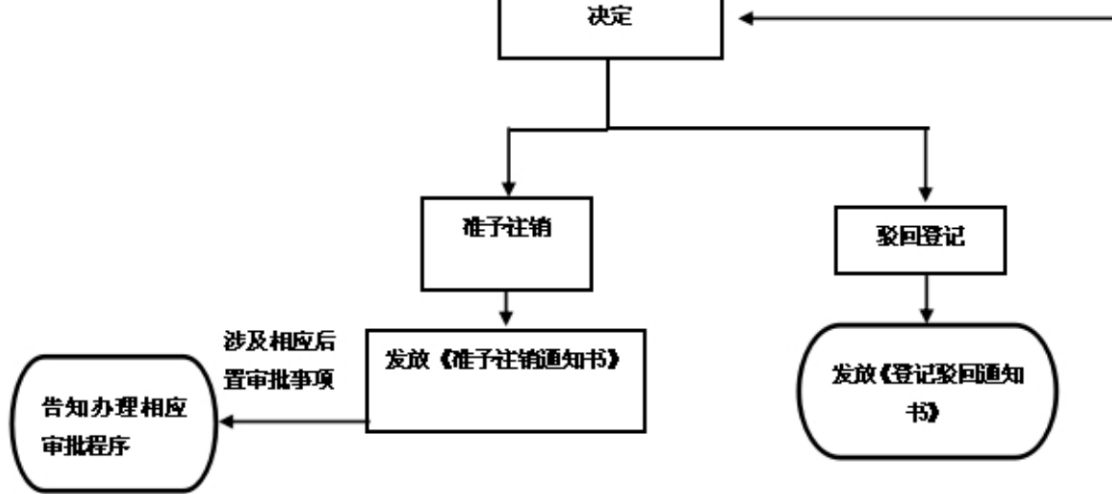 决定
准予注销
驳回登记
涉及相应后
置审批事项
发放《准予注销通知书》
发放《登记驳回通知
书》
告知办理相应
审批程序